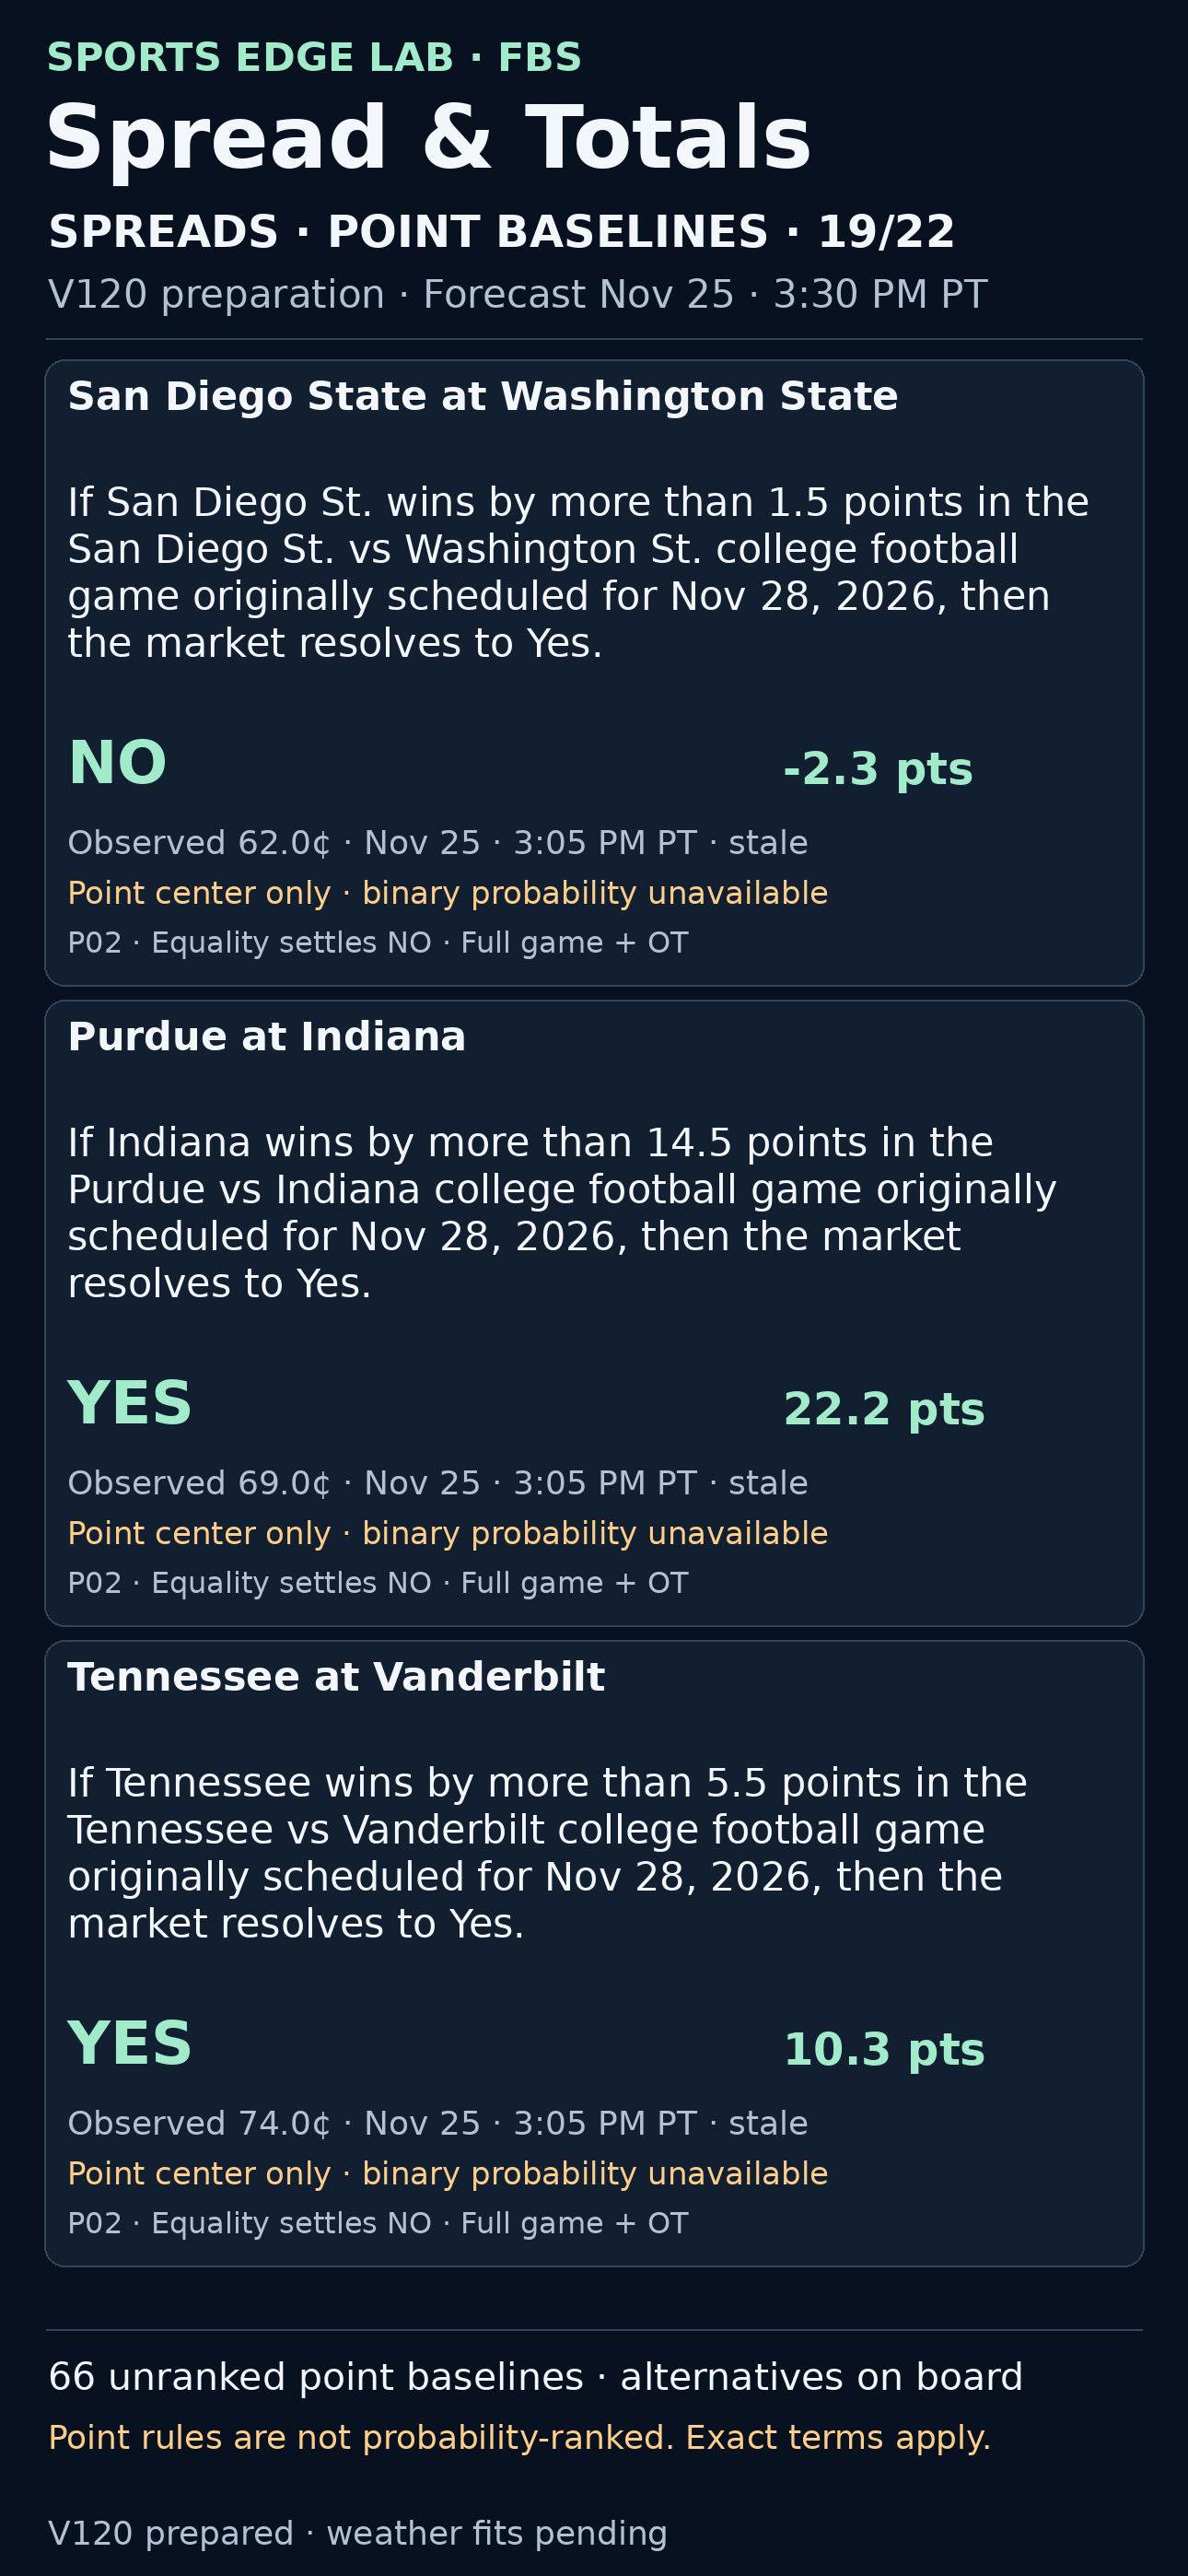 SPORTS EDGE LAB · FBS
Spread & Totals
SPREADS · POINT BASELINES · 19/22
V120 preparation · Forecast Nov 25 · 3:30 PM PT
San Diego State at Washington State
If San Diego St. wins by more than 1.5 points in the
San Diego St. vs Washington St. college football
game originally scheduled for Nov 28, 2026, then
the market resolves to Yes.
NO -2.3 pts
Observed 62.0¢ · Nov 25 · 3:05 PM PT · stale
Point center only · binary probability unavailable
P02 · Equality settles NO · Full game + OT
Purdue at Indiana
If Indiana wins by more than 14.5 points in the
Purdue vs Indiana college football game originally
scheduled for Nov 28, 2026, then the market
resolves to Yes.
YES 22.2 pts
Observed 69.0¢ · Nov 25 · 3:05 PM PT · stale
Point center only · binary probability unavailable
P02 · Equality settles NO · Full game + OT
Tennessee at Vanderbilt
If Tennessee wins by more than 5.5 points in the
Tennessee vs Vanderbilt college football game
originally scheduled for Nov 28, 2026, then the
market resolves to Yes.
YES 10.3 pts
Observed 74.0¢ · Nov 25 · 3:05 PM PT · stale
Point center only · binary probability unavailable
P02 · Equality settles NO · Full game + OT
66 unranked point baselines · alternatives on board
Point rules are not probability-ranked. Exact terms apply.
V120 prepared · weather fits pending